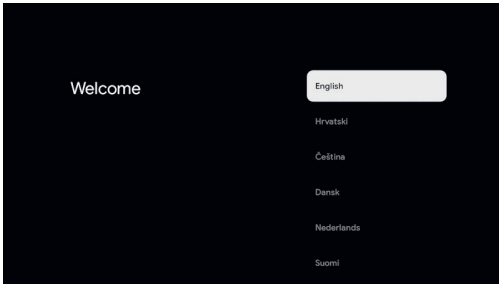 Welcome
English
Hrvatski
Čeština
Dansk
Nederlands
Suomi